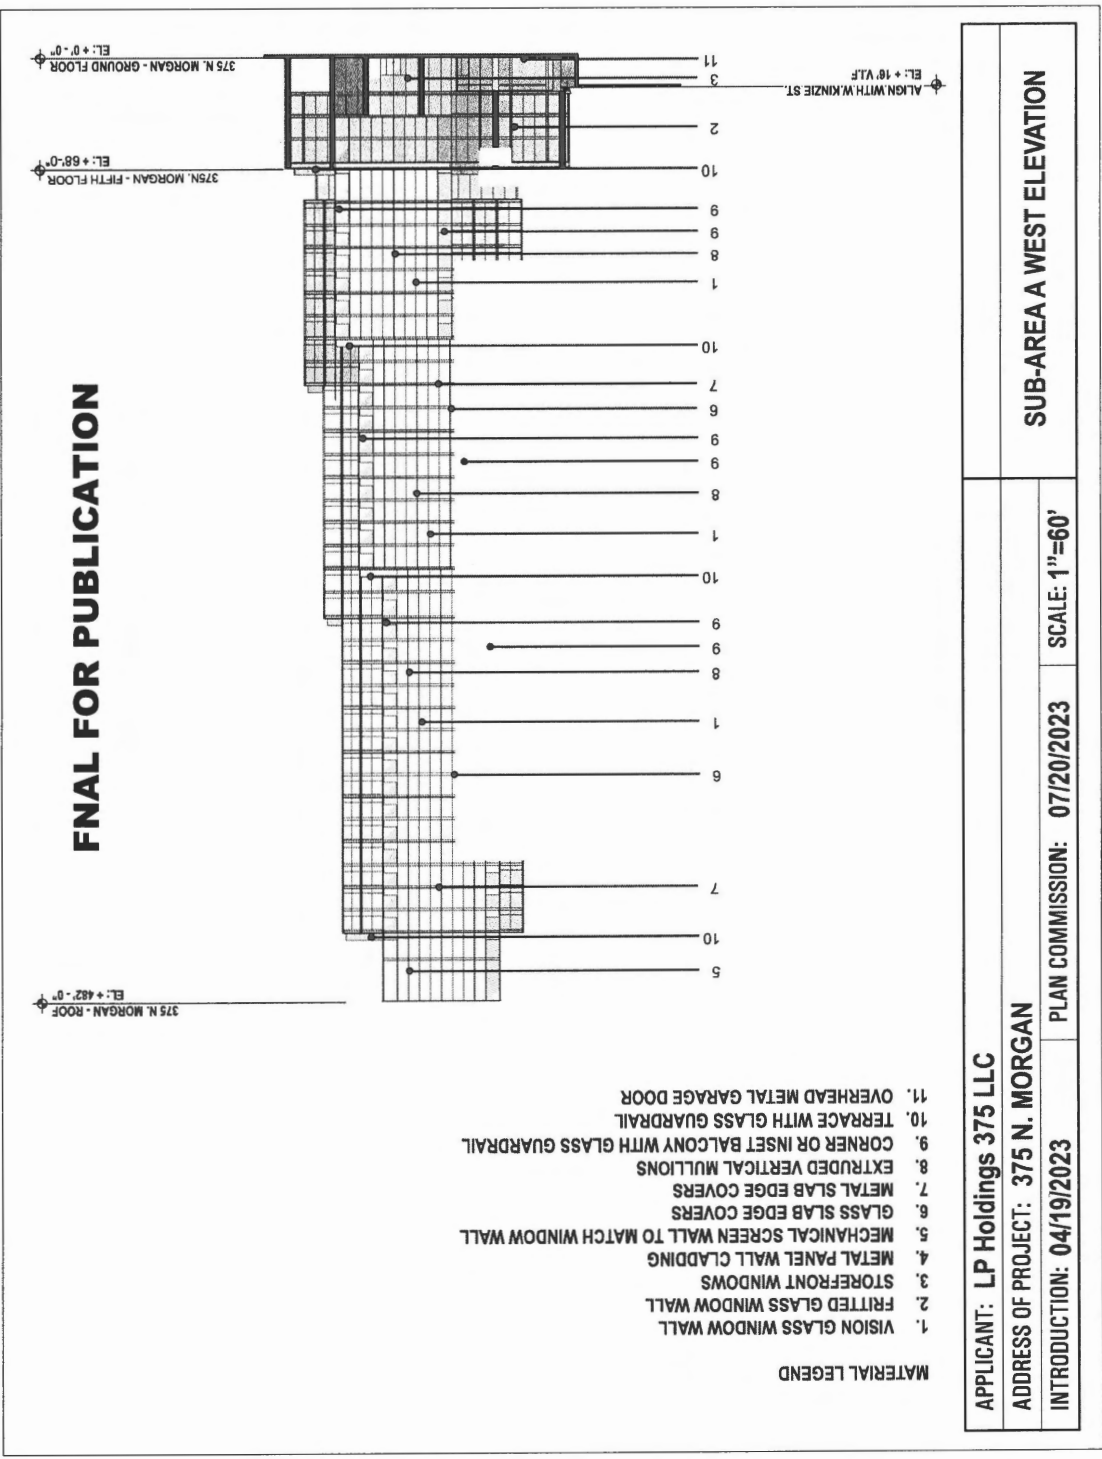 FNAL FOR PUBLICATION
MATERIAL LEGEND
1. VISION GLASS WINDOW WALL
2. FRITTED GLASS WINDOW WALL
3. STOREFRONT WINDOWS
4. METAL PANEL WALL CLADDING
5. MECHANICAL SCREEN WALL TO MATCH WINDOW WALL
6. GLASS SLAB EDGE COVERS
7. METAL SLAB EDGE COVERS
8. EXTRUDED VERTICAL MULLIONS
9. CORNER OR INSET BALCONY WITH GLASS GUARDRAIL
10. TERRACE WITH GLASS GUARDRAIL
11. OVERHEAD METAL GARAGE DOOR
375 N. MORGAN - ROOF
EL: + 482' - 0"
5
10
7
6
1
8
9
9
10
1
8
9
9
6
7
10
1
8
9
9
10
2
3
11
375N. MORGAN - FIFTH FLOOR
EL: + 68'-0"
375 N. MORGAN - GROUND FLOOR
EL: + 0' - 0"
ALIGN WITH W.KINZIE ST.
EL: + 16' V.I.F
APPLICANT: LP Holdings 375 LLC
ADDRESS OF PROJECT: 375 N. MORGAN
INTRODUCTION: 04/19/2023
PLAN COMMISSION: 07/20/2023
SCALE: 1"=60'
SUB-AREA A WEST ELEVATION